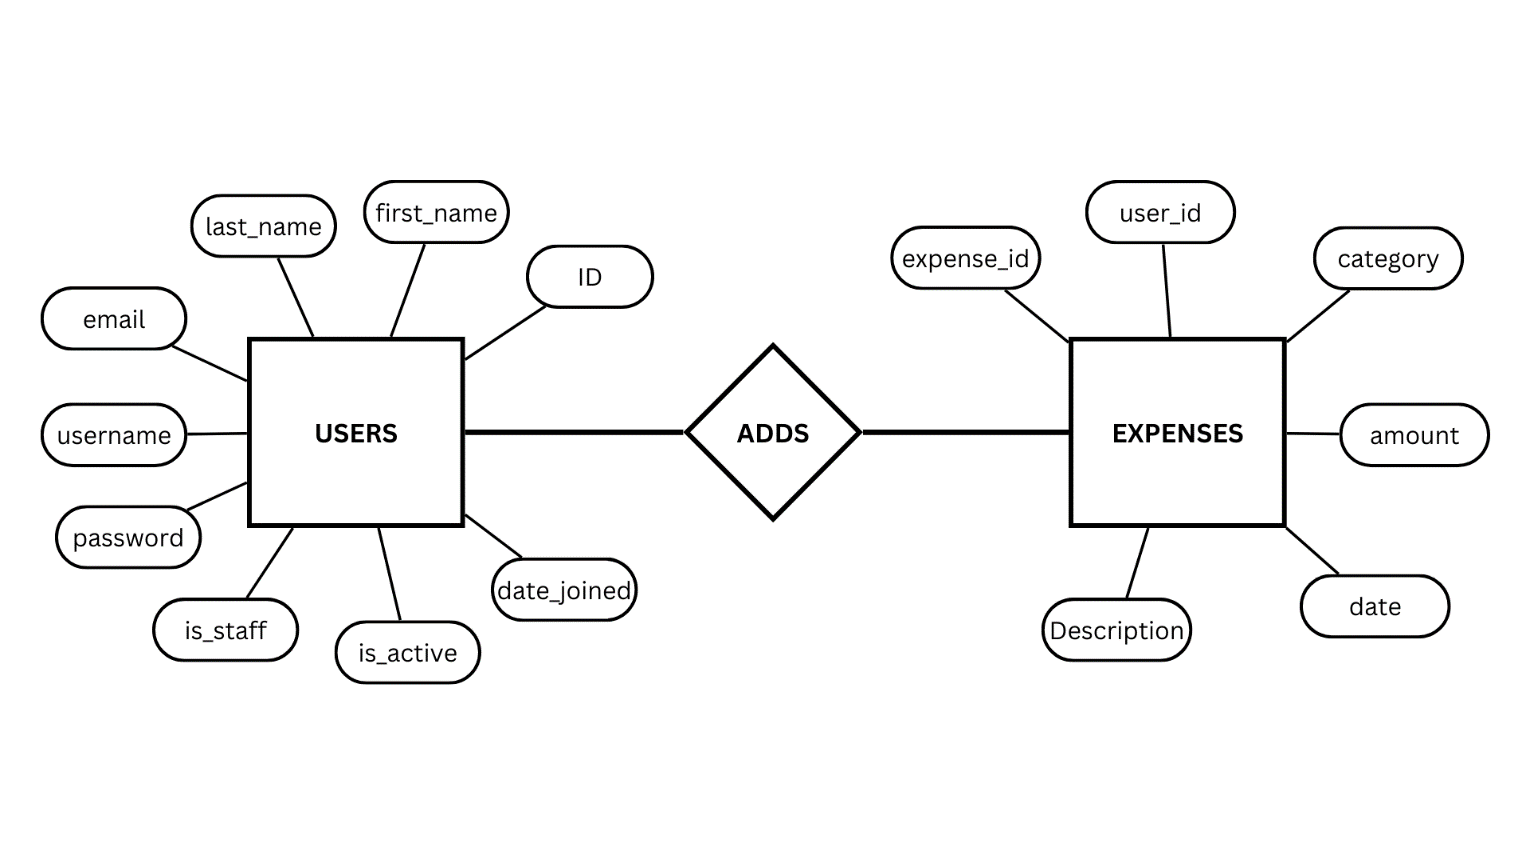 last_name
first_name
ID
email
username
password
is_staff
is_active
date_joined
USERS
ADDS
expense_id
user_id
category
amount
date
Description
EXPENSES